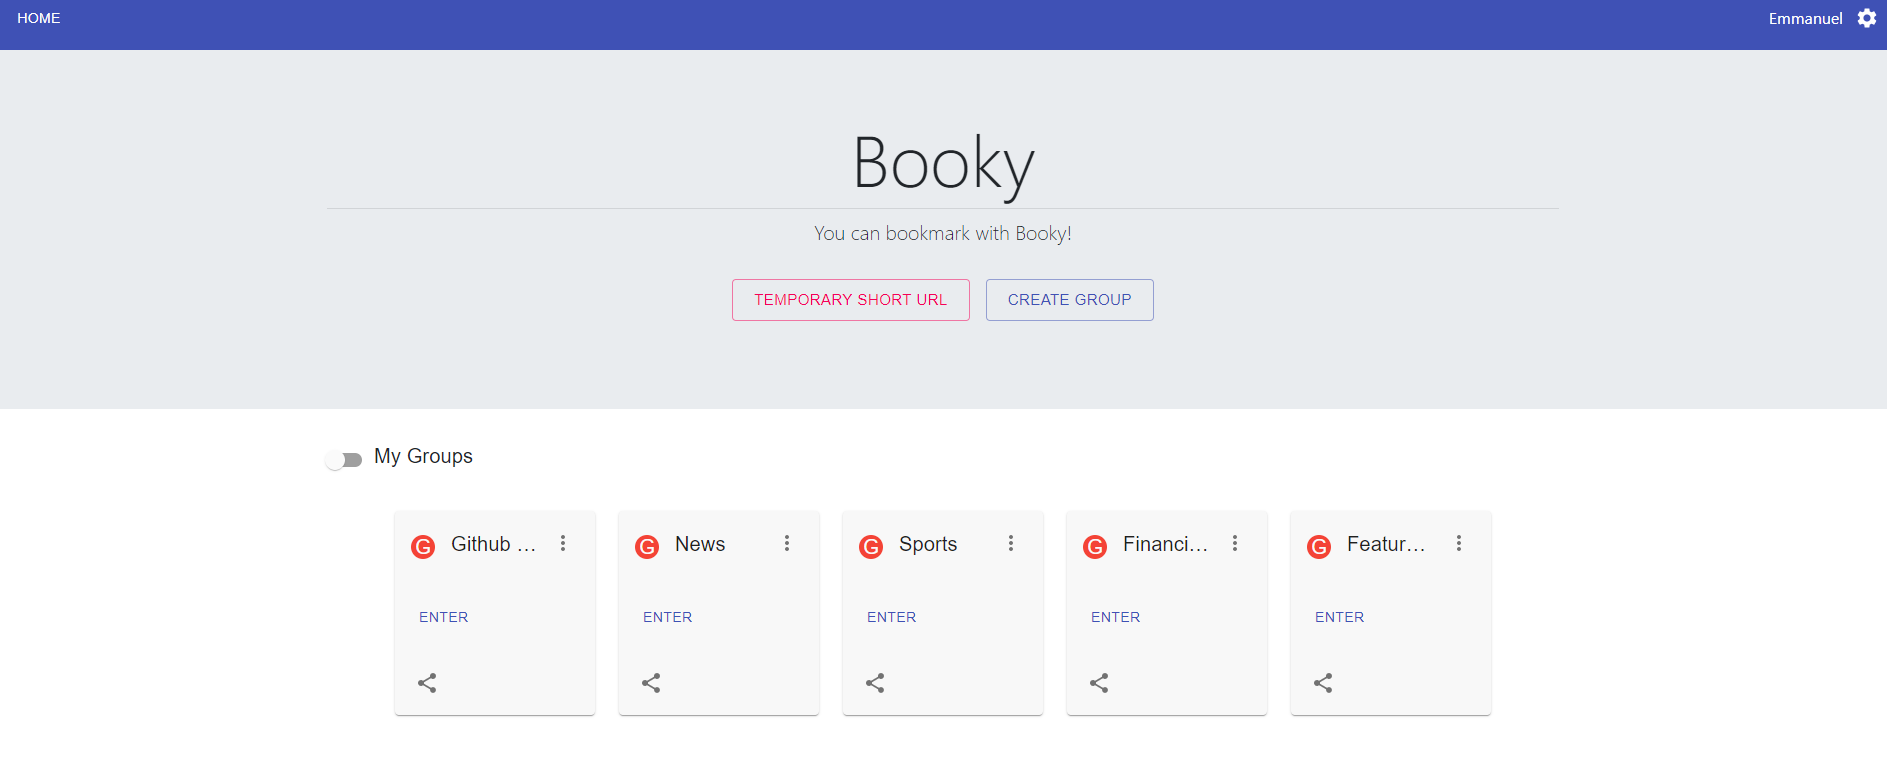 HOME
Emmanuel
Booky
You can bookmark with Booky!
TEMPORARY SHORT URL
CREATE GROUP
My Groups
G Github ...
G News
G Sports
G Financi...
G Featur...
ENTER
ENTER
ENTER
ENTER
ENTER